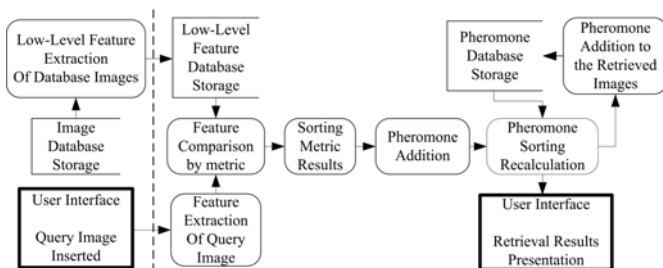 Low-Level Feature
Extraction
Of Database Images
Image
Database
Storage
User Interface
Query Image
Inserted
Low-Level
Feature
Database
Storage
Feature
Comparison
by metric
Feature
Extraction
Of Query
Image
Sorting
Metric
Results
Pheromone
Addition
Pheromone
Database
Storage
Pheromone
Addition to
the Retrieved
Images
Pheromone
Sorting
Recalculation
User Interface
Retrieval Results
Presentation